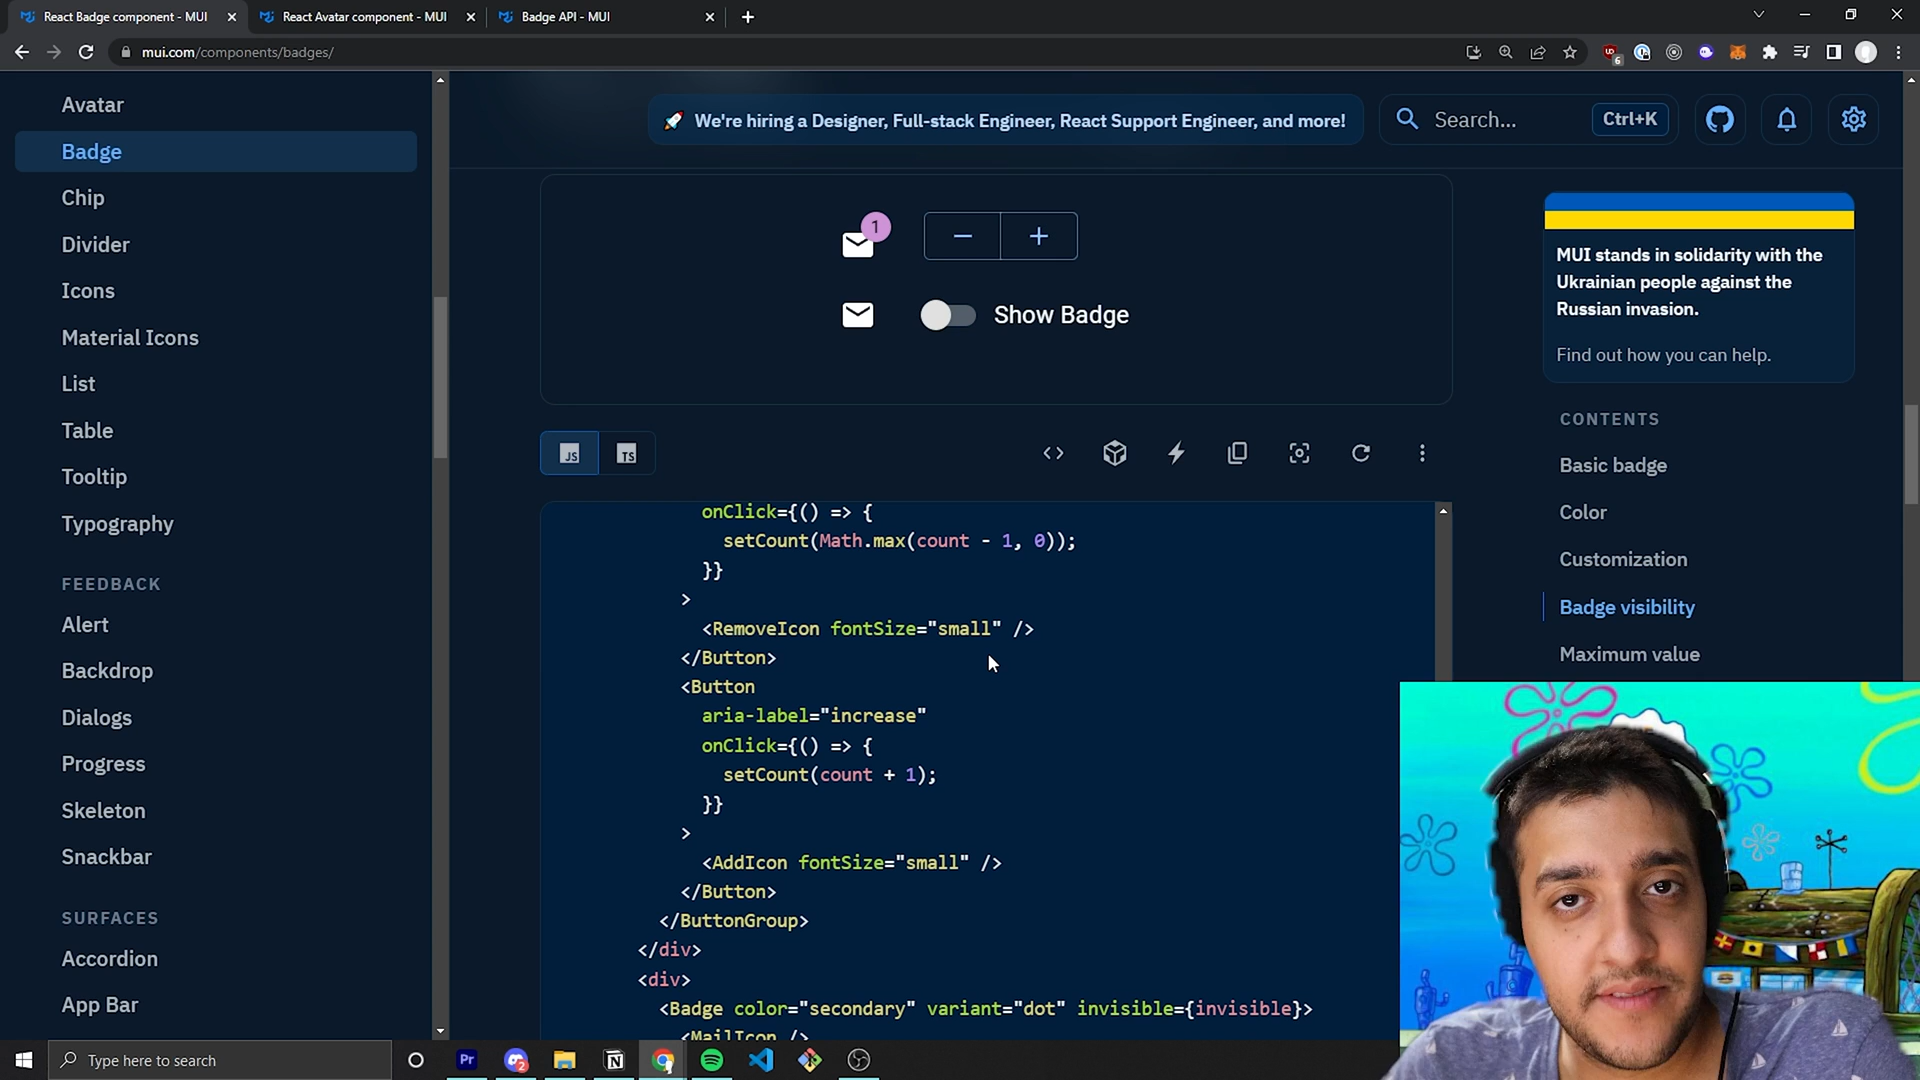 React Badge component - MUI
React Avatar component - MUI
Badge API - MUI
mui.com/components/badges/
6
Avatar
Badge
Chip
Divider
Icons
Material Icons
List
Table
Tooltip
Typography
FEEDBACK
Alert
Backdrop
Dialogs
Progress
Skeleton
Snackbar
SURFACES
Accordion
App Bar
🚀 We're hiring a Designer, Full-stack Engineer, React Support Engineer, and more!
Search...
Ctrl+K
1
Show Badge
JS
TS
onClick={() => {
setCount(Math.max(count - 1, 0));
}}
>
<RemoveIcon fontSize="small" />
</Button>
<Button
aria-label="increase"
onClick={() => {
setCount(count + 1);
}}
>
<AddIcon fontSize="small" />
</Button>
</ButtonGroup>
</div>
<div>
<Badge color="secondary" variant="dot" invisible={invisible}>
<MailIcon />
MUI stands in solidarity with the
Ukrainian people against the
Russian invasion.
Find out how you can help.
CONTENTS
Basic badge
Color
Customization
Badge visibility
Maximum value
Type here to search
Pr
2